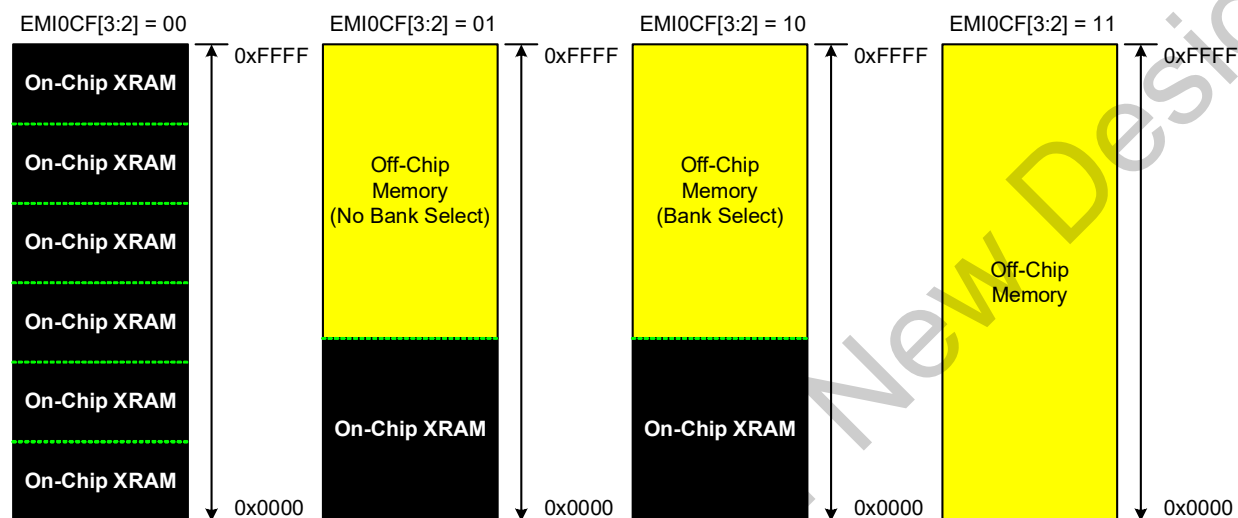 EMI0CF[3:2] = 00
On-Chip XRAM
On-Chip XRAM
On-Chip XRAM
On-Chip XRAM
On-Chip XRAM
On-Chip XRAM
0xFFFF
0x0000
EMI0CF[3:2] = 01
Off-Chip
Memory
(No Bank Select)
On-Chip XRAM
0xFFFF
0x0000
EMI0CF[3:2] = 10
Off-Chip
Memory
(Bank Select)
On-Chip XRAM
0xFFFF
0x0000
EMI0CF[3:2] = 11
Off-Chip
Memory
0xFFFF
0x0000
New